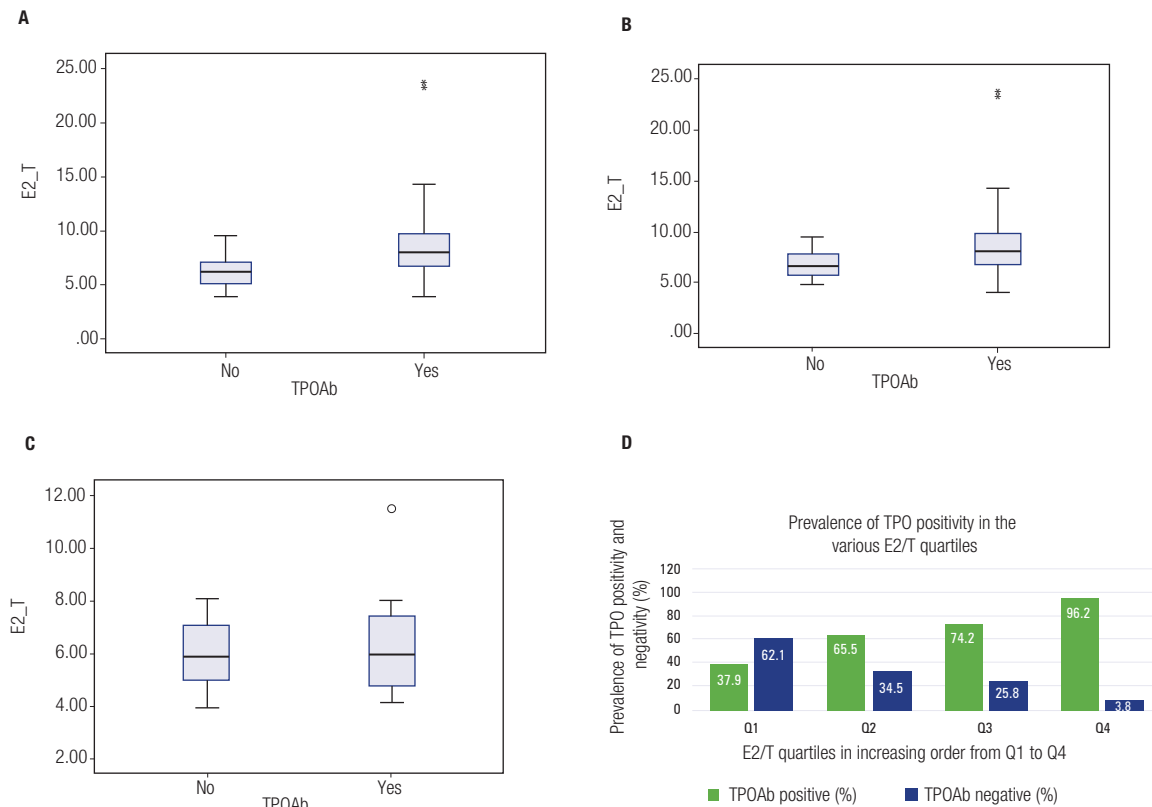 A
25.00
20.00
15.00
10.00
5.00
.00
E2_T
No
Yes
TPOAb
B
25.00
20.00
15.00
10.00
5.00
.00
E2_T
No
Yes
TPOAb
C
12.00
10.00
8.00
6.00
4.00
2.00
E2_T
No
Yes
TPOAb
D
Prevalence of TPO positivity in the
various E2/T quartiles
Prevalence of TPO positivity and
negativity (%)
120
100
80
60
40
20
0
37.9
62.1
65.5
34.5
74.2
25.8
96.2
3.8
Q1
Q2
Q3
Q4
E2/T quartiles in increasing order from Q1 to Q4
TPOAb positive (%)
TPOAb negative (%)